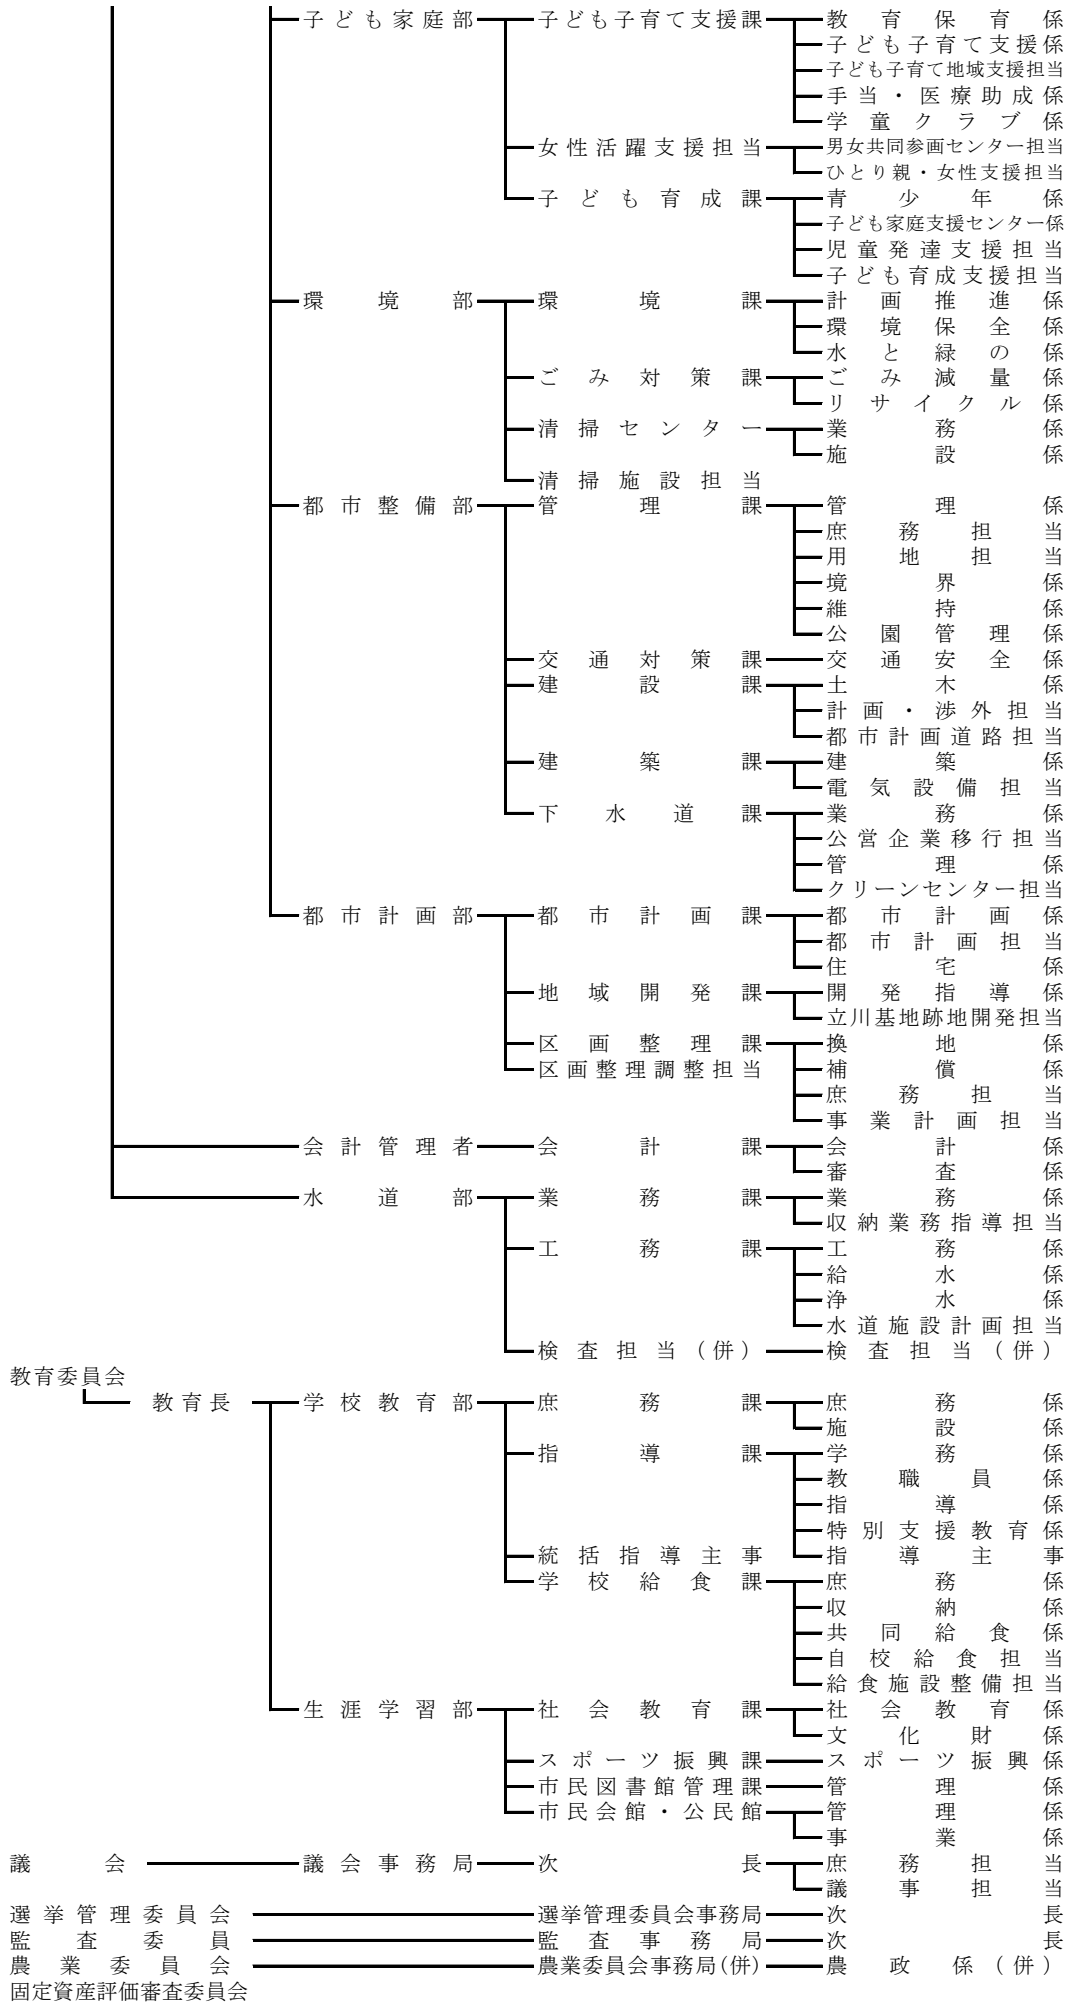 子ども家庭部 子ども子育て支援課 教育保育係
子ども子育て支援係
子ども子育て地域支援担当
手当・医療助成係
学童クラブ係
女性活躍支援担当 男女共同参画センター担当
ひとり親・女性支援担当
子ども育成課 青少年係
子ども家庭支援センター係
児童発達支援担当
子ども育成支援担当
環境部 環境課 計画推進係
環境保全係
水と緑の係
ごみ対策課 ごみ減量係
リサイクル係
清掃センター 業務係
施設係
清掃施設担当
都市整備部 管理課 管理係
庶務担当
用地担当
境界係
維持係
公園管理係
交通対策課 交通安全係
建設課 土木係
計画・渉外担当
都市計画道路担当
建築課 建築係
電気設備担当
下水道課 業務係
公営企業移行担当
管理係
クリーンセンター担当
都市計画部 都市計画課 都市計画係
都市計画担当
住宅係
地域開発課 開発指導係
立川基地跡地開発担当
区画整理課 換地係
区画整理調整担当 補償係
庶務担当
事業計画担当
会計管理者 会計課 会計係
審査係
水道部 業務課 業務係
収納業務指導担当
工務課 工務係
給水係
浄水係
水道施設計画担当
検査担当(併) 検査担当(併)
教育委員会
教育長 学校教育部 庶務課 庶務係
施設係
指導課 学務係
教職員係
指導係
特別支援教育係
統括指導主事 指導主事
学校給食課 庶務係
収納係
共同給食係
自校給食担当
給食施設整備担当
生涯学習部 社会教育課 社会教育係
文化財係
スポーツ振興課 スポーツ振興係
市民図書館管理課 管理係
市民会館・公民館 管理係
事業係
議会 議会事務局 次長 庶務担当
議事担当
選挙管理委員会 選挙管理委員会事務局 次長
監査委員 監査事務局 次長
農業委員会 農業委員会事務局(併) 農政係(併)
固定資産評価審査委員会